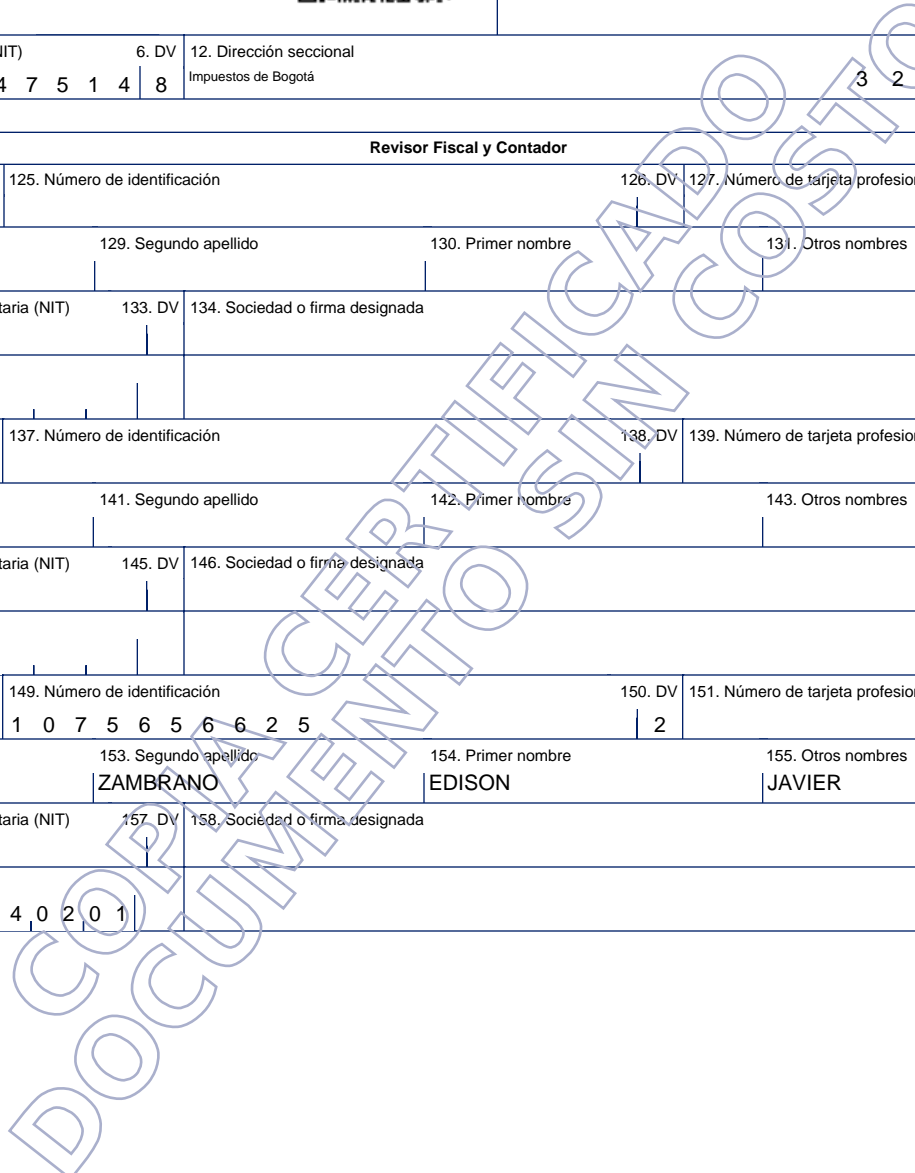 NIT) 6. DV 12. Dirección seccional
4 7 5 1 4 8 Impuestos de Bogotá 3 2
Revisor Fiscal y Contador
125. Número de identificación 126. DV 127. Número de tarjeta profesion
129. Segundo apellido 130. Primer nombre 131. Otros nombres
taria (NIT) 133. DV 134. Sociedad o firma designada
137. Número de identificación 138. DV 139. Número de tarjeta profesion
141. Segundo apellido 142. Primer nombre 143. Otros nombres
taria (NIT) 145. DV 146. Sociedad o firma designada
149. Número de identificación 150. DV 151. Número de tarjeta profesion
1 0 7 5 6 5 6 6 2 5 2
153. Segundo apellido 154. Primer nombre 155. Otros nombres
ZAMBRANO EDISON JAVIER
taria (NIT) 157. DV 158. Sociedad o firma designada
4 0 2 0 1
COPIA CERTIFICADO
DOCUMENTO SIN COSTO